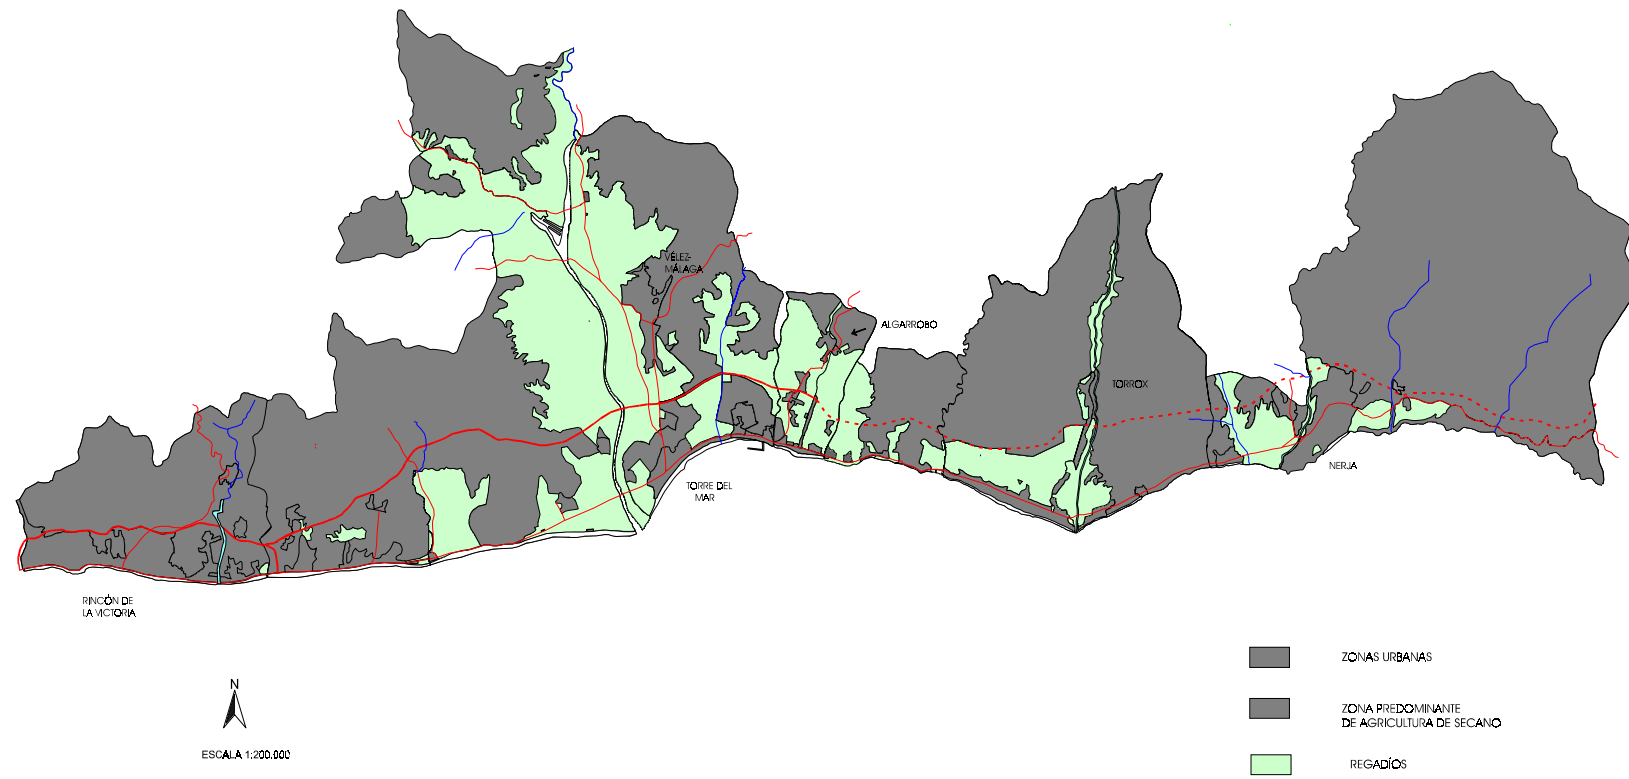 VÉLEZ-
MÁLAGA
ALGARROBO
TORROX
NERJA
TORRE DEL
MAR
RINCÓN DE
LA VICTORIA
N
ESCALA 1:200.000
ZONAS URBANAS
ZONA PREDOMINANTE
DE AGRICULTURA DE SECANO
REGADÍOS